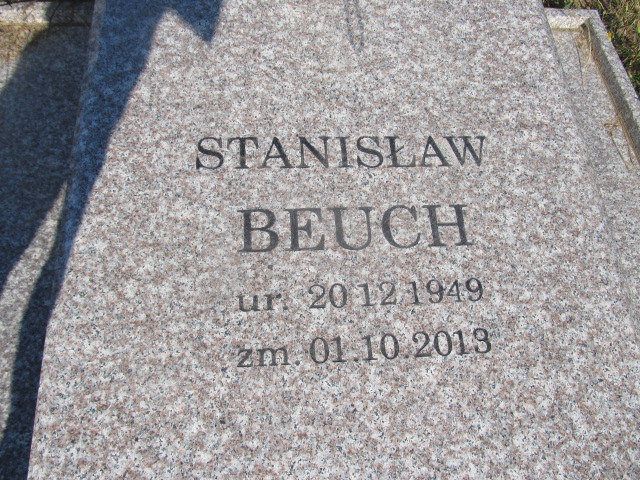 STANISŁAW
BEUCH
ur. 20 12 1949
zm. 01.10.2013